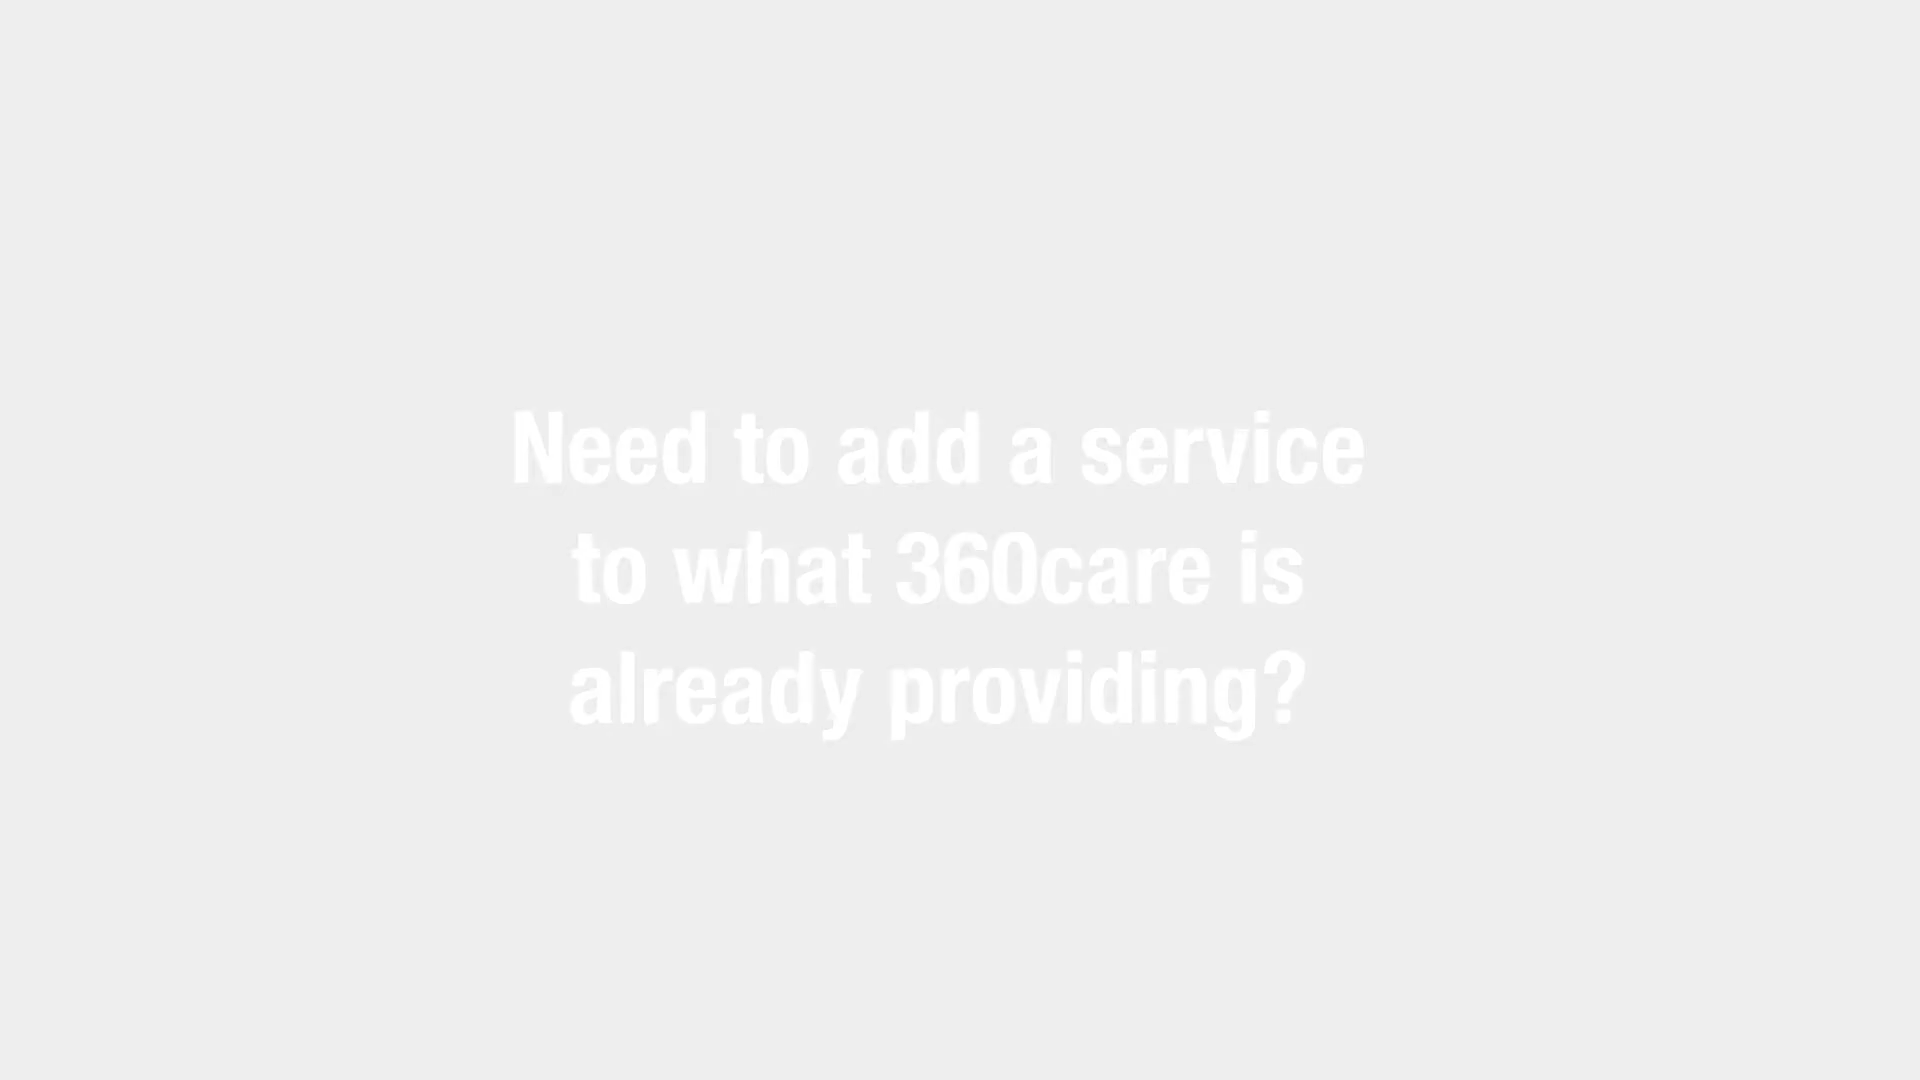 Need to add a service
to what 360care is
already providing?